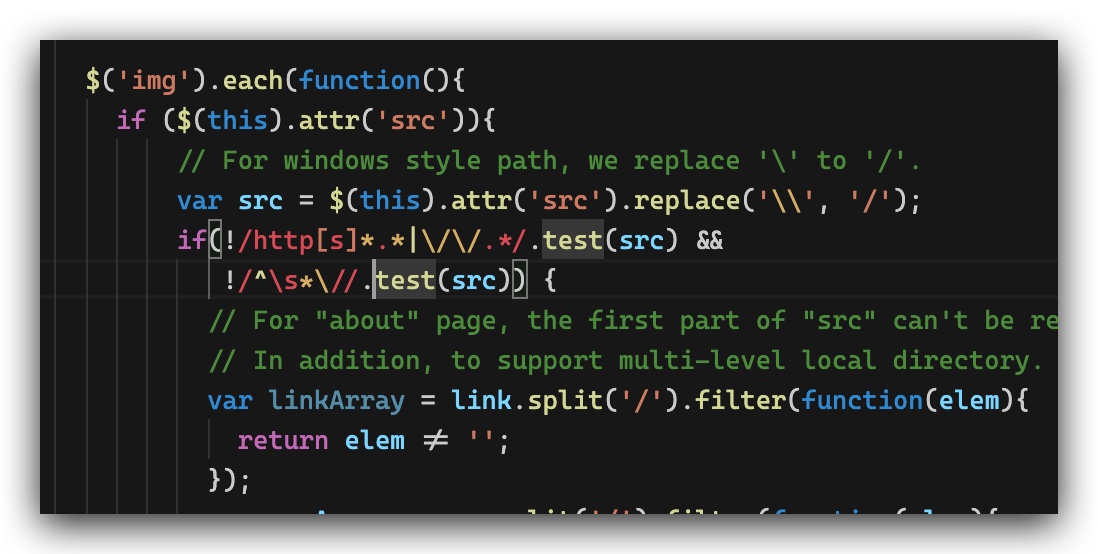 $('img').each(function(){
if ($(this).attr('src')){
// For windows style path, we replace '\' to '/'.
var src = $(this).attr('src').replace('\\', '/');
if(!/http[s]*.*|\/\/.*/.test(src) &&
!/^\s*\//.test(src)) {
// For "about" page, the first part of "src" can't be re
// In addition, to support multi-level local directory.
var linkArray = link.split('/').filter(function(elem){
return elem != '';
});